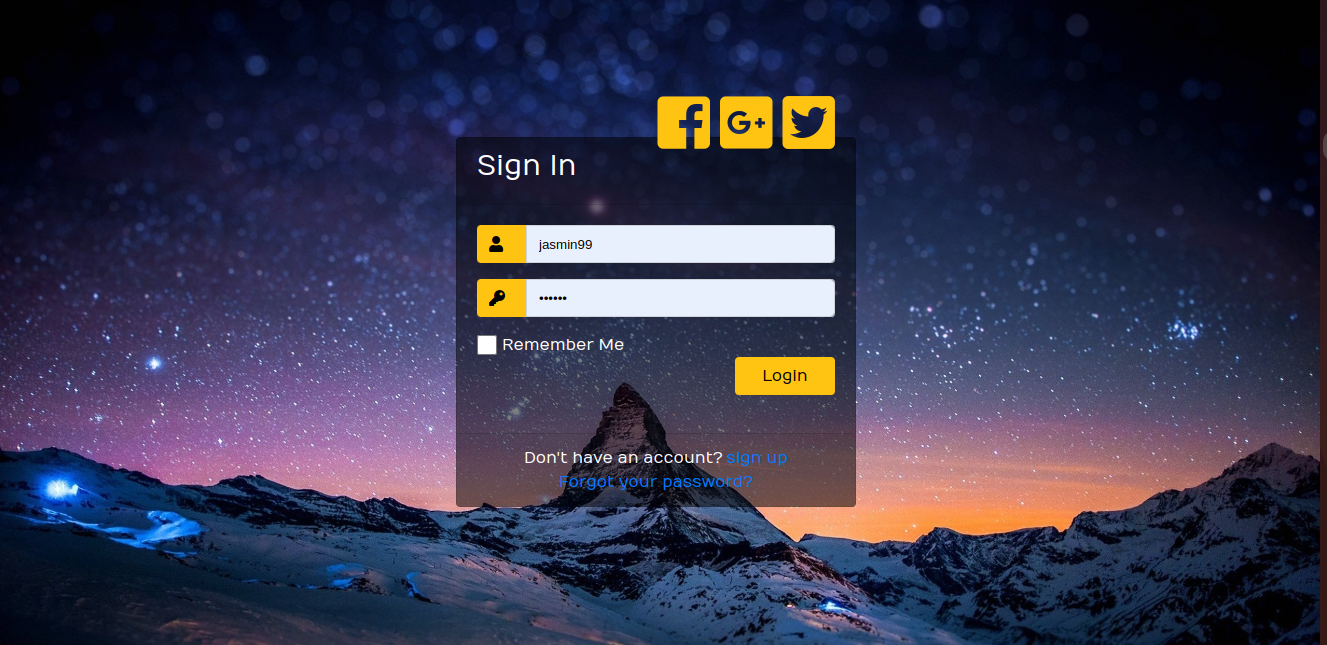 Sign In
jasmin99
••••••
Remember Me
Login
Don't have an account? sign up
Forgot your password?